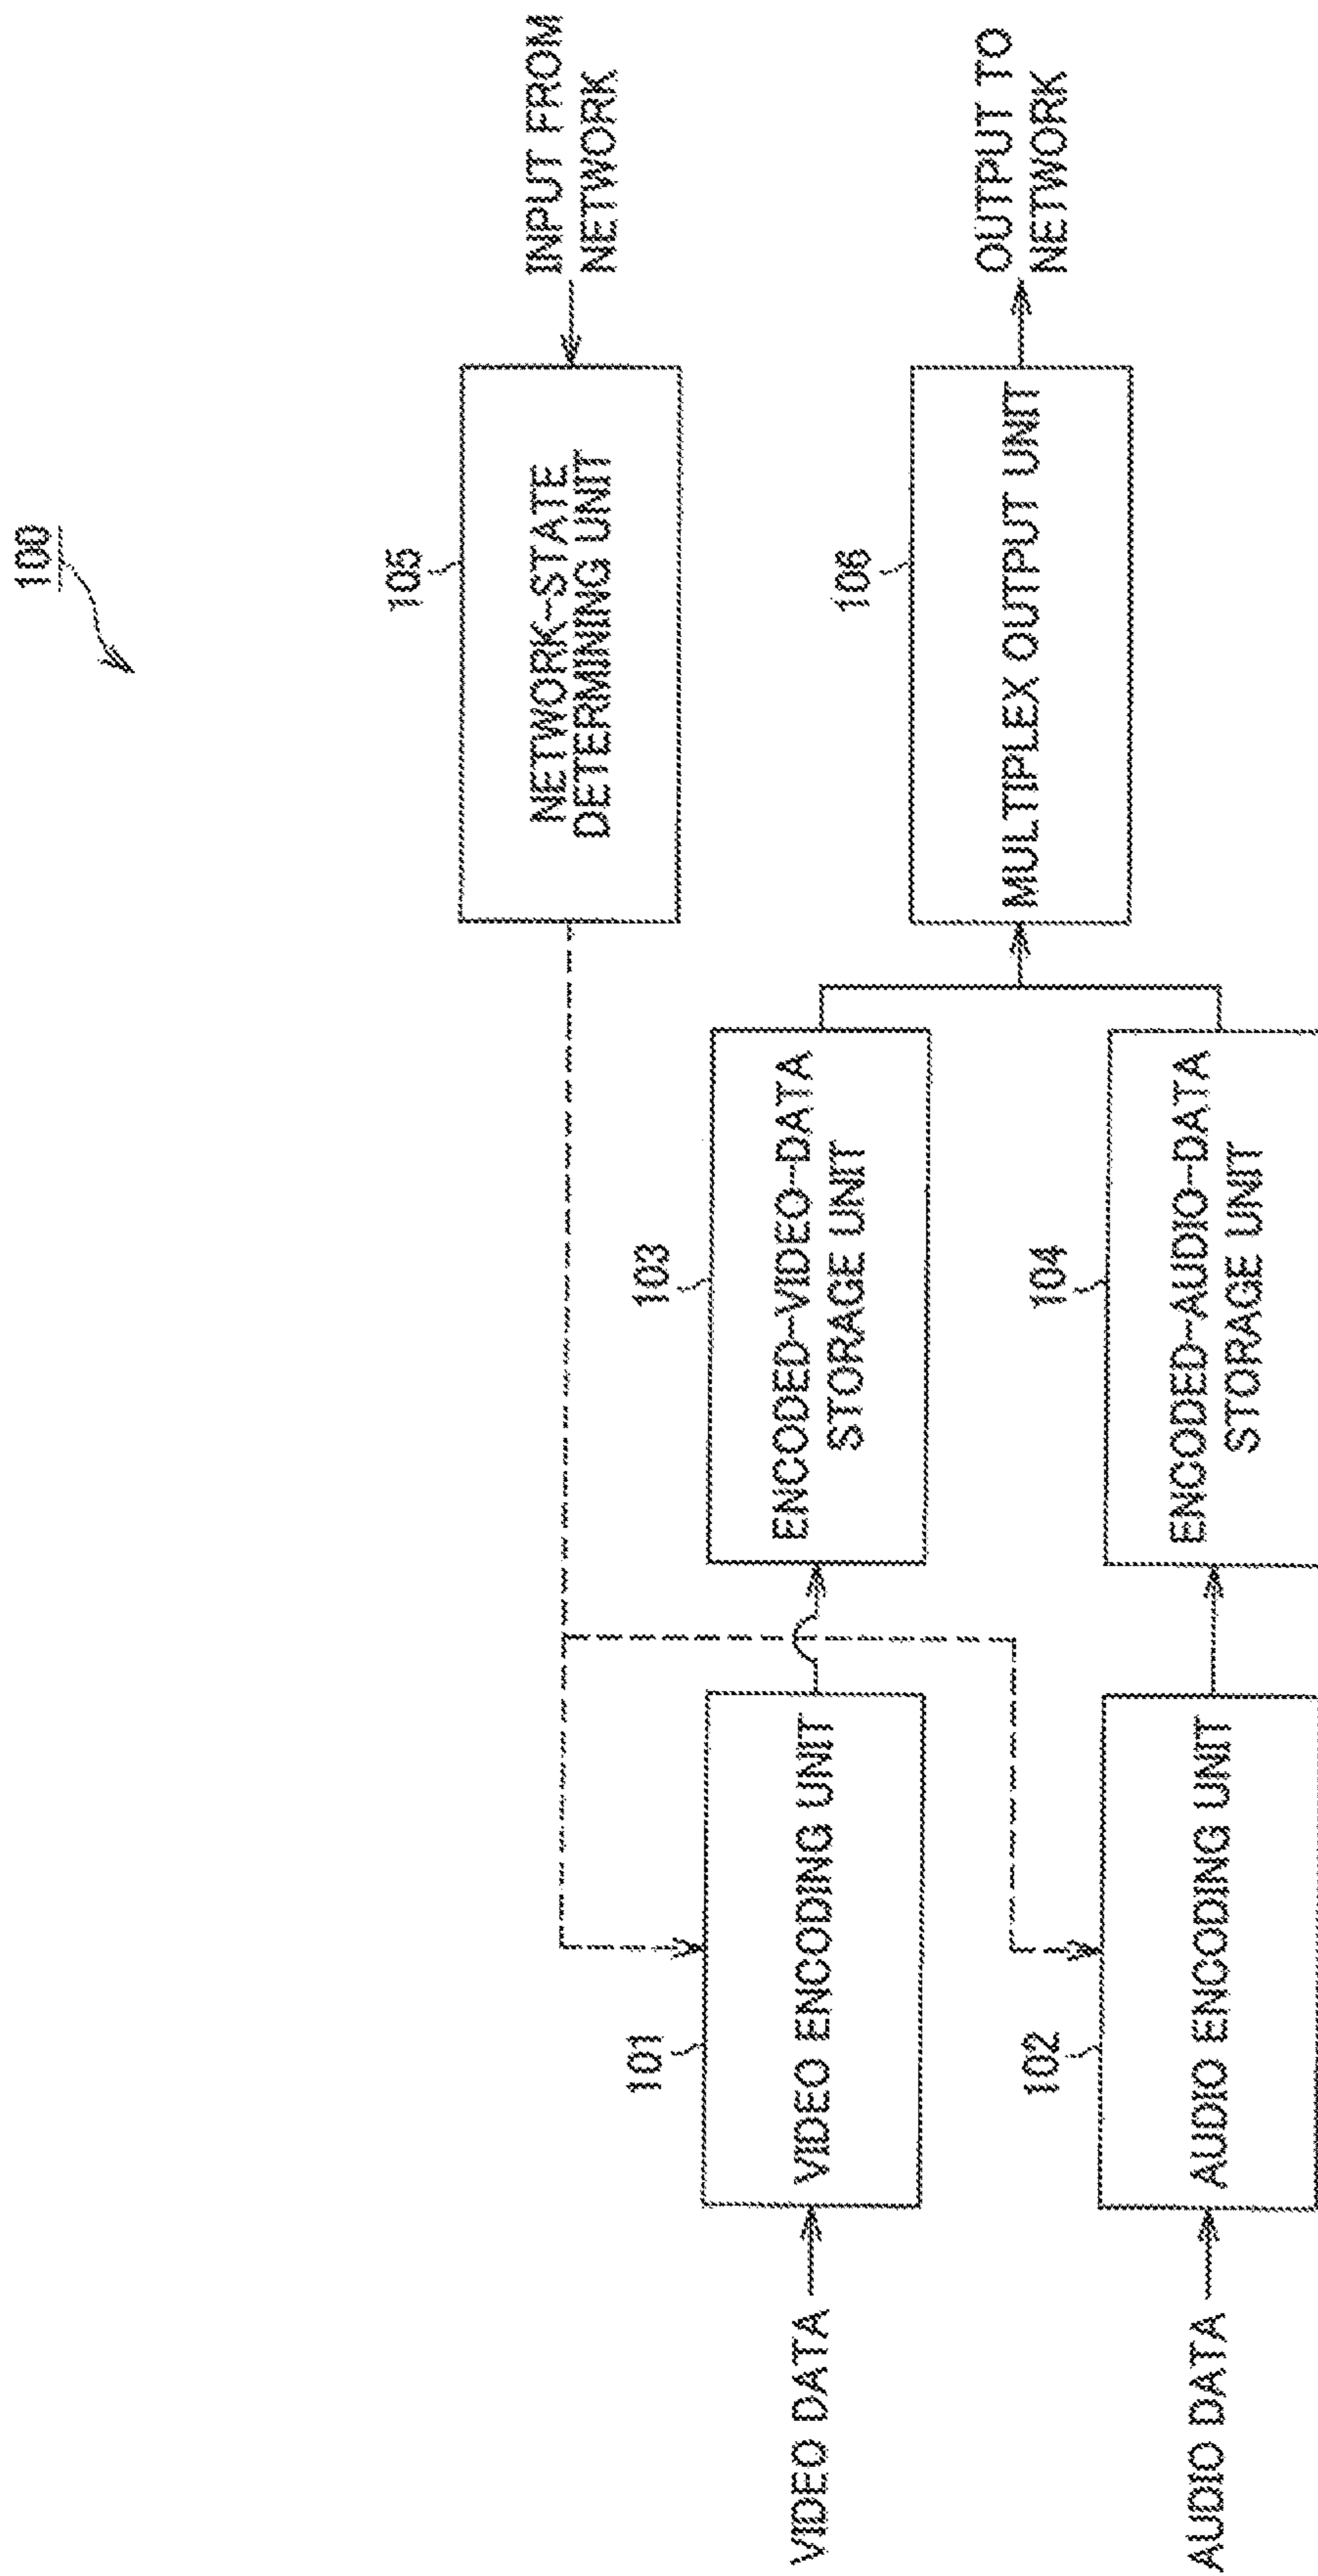 100
INPUT FROM
NETWORK
105
NETWORK-STATE
DETERMINING UNIT
103
ENCODED-VIDEO-DATA
STORAGE UNIT
101
VIDEO ENCODING UNIT
VIDEO DATA
OUTPUT TO
NETWORK
106
MULTIPLEX OUTPUT UNIT
104
ENCODED-AUDIO-DATA
STORAGE UNIT
102
AUDIO ENCODING UNIT
AUDIO DATA